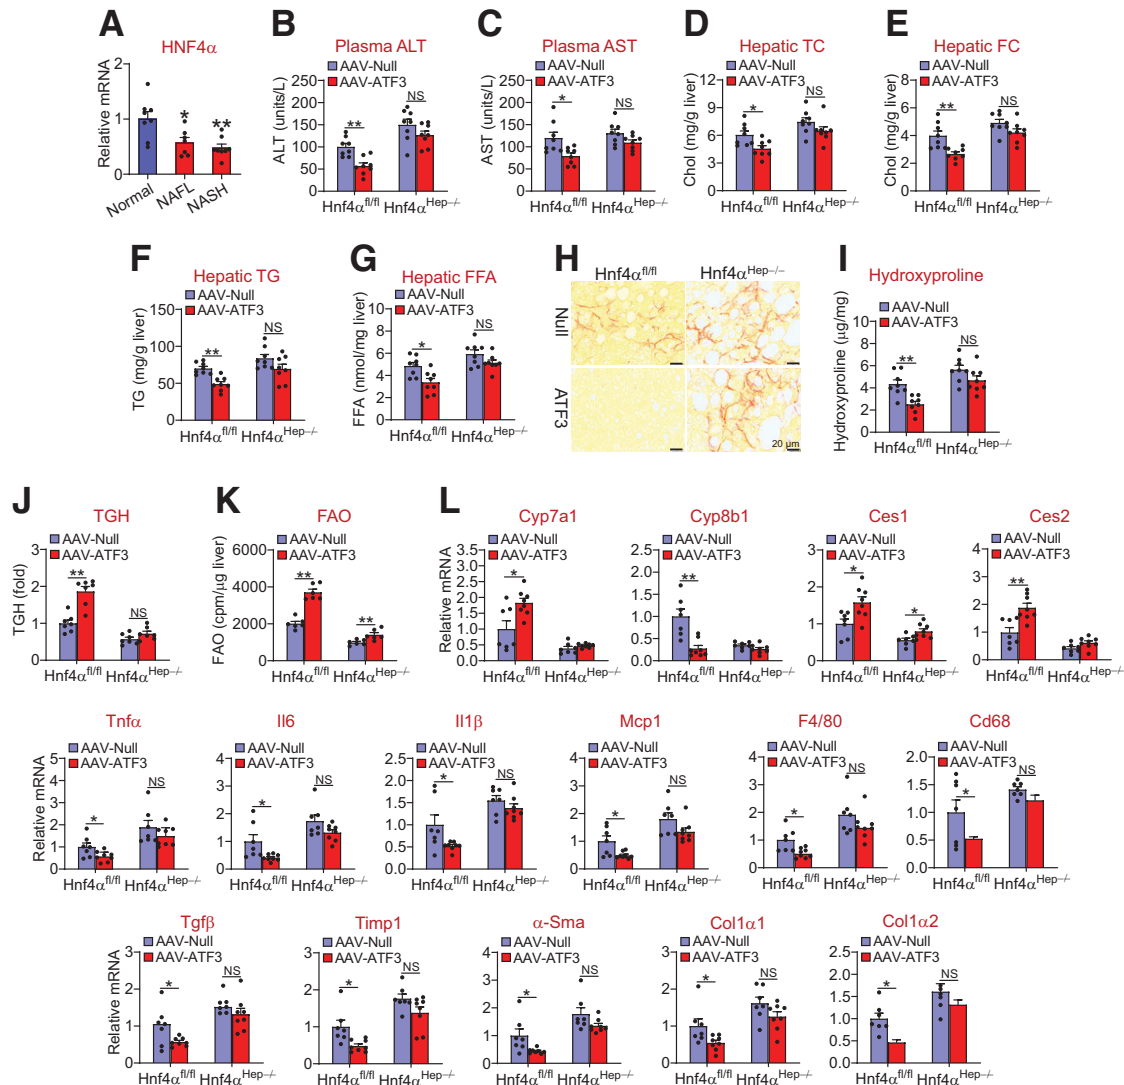 A
HNF4α
Relative mRNA
2
1
0
*
**
Normal
NAFL
NASH
B
Plasma ALT
AAV-Null
AAV-ATF3
ALT (units/L)
250
200
150
100
50
0
**
NS
Hnf4α fl/fl
Hnf4α Hep–/–
C
Plasma AST
AAV-Null
AAV-ATF3
AST (units/L)
250
200
150
100
50
0
*
NS
Hnf4α fl/fl
Hnf4α Hep–/–
D
Hepatic TC
AAV-Null
AAV-ATF3
Chol (mg/g liver)
12
9
6
3
0
*
NS
Hnf4α fl/fl
Hnf4α Hep–/–
E
Hepatic FC
AAV-Null
AAV-ATF3
Chol (mg/g liver)
8
6
4
2
0
**
NS
Hnf4α fl/fl
Hnf4α Hep–/–
F
Hepatic TG
AAV-Null
AAV-ATF3
TG (mg/g liver)
150
100
50
0
**
NS
Hnf4α fl/fl
Hnf4α Hep–/–
G
Hepatic FFA
AAV-Null
AAV-ATF3
FFA (nmol/mg liver)
10
8
6
4
2
0
*
NS
Hnf4α fl/fl
Hnf4α Hep–/–
H
Hnf4α fl/fl
Hnf4α Hep–/–
Null
ATF3
20 µm
I
Hydroxyproline
AAV-Null
AAV-ATF3
Hydroxyproline (µg/mg)
10
8
6
4
2
0
**
NS
Hnf4α fl/fl
Hnf4α Hep–/–
J
TGH
AAV-Null
AAV-ATF3
TGH (fold)
3
2
1
0
**
NS
Hnf4α fl/fl
Hnf4α Hep–/–
K
FAO
AAV-Null
AAV-ATF3
FAO (cpm/µg liver)
6000
4000
2000
0
**
**
Hnf4α fl/fl
Hnf4α Hep–/–
L
Cyp7a1
AAV-Null
AAV-ATF3
Relative mRNA
3.5
3.0
2.5
2.0
1.5
1.0
0.5
0.0
*
Hnf4α fl/fl
Hnf4α Hep–/–
Cyp8b1
AAV-Null
AAV-ATF3
2.5
2.0
1.5
1.0
0.5
0.0
**
Hnf4α fl/fl
Hnf4α Hep–/–
Ces1
AAV-Null
AAV-ATF3
3
2
1
0
*
*
Hnf4α fl/fl
Hnf4α Hep–/–
Ces2
AAV-Null
AAV-ATF3
4
3
2
1
0
**
Hnf4α fl/fl
Hnf4α Hep–/–
Tnfα
AAV-Null
AAV-ATF3
Relative mRNA
5
4
3
2
1
0
*
NS
Hnf4α fl/fl
Hnf4α Hep–/–
Il6
AAV-Null
AAV-ATF3
4
3
2
1
0
*
NS
Hnf4α fl/fl
Hnf4α Hep–/–
Il1β
AAV-Null
AAV-ATF3
2.5
2.0
1.5
1.0
0.5
0.0
*
NS
Hnf4α fl/fl
Hnf4α Hep–/–
Mcp1
AAV-Null
AAV-ATF3
4
3
2
1
0
*
NS
Hnf4α fl/fl
Hnf4α Hep–/–
F4/80
AAV-Null
AAV-ATF3
4
3
2
1
0
*
NS
Hnf4α fl/fl
Hnf4α Hep–/–
Cd68
AAV-Null
AAV-ATF3
2.0
1.5
1.0
0.5
0.0
*
NS
Hnf4α fl/fl
Hnf4α Hep–/–
Tgfβ
AAV-Null
AAV-ATF3
Relative mRNA
3
2
1
0
*
NS
Hnf4α fl/fl
Hnf4α Hep–/–
Timp1
AAV-Null
AAV-ATF3
3
2
1
0
*
NS
Hnf4α fl/fl
Hnf4α Hep–/–
α-Sma
AAV-Null
AAV-ATF3
4
3
2
1
0
*
NS
Hnf4α fl/fl
Hnf4α Hep–/–
Col1α1
AAV-Null
AAV-ATF3
3
2
1
0
*
NS
Hnf4α fl/fl
Hnf4α Hep–/–
Col1α2
AAV-Null
AAV-ATF3
2.5
2.0
1.5
1.0
0.5
0.0
*
NS
Hnf4α fl/fl
Hnf4α Hep–/–